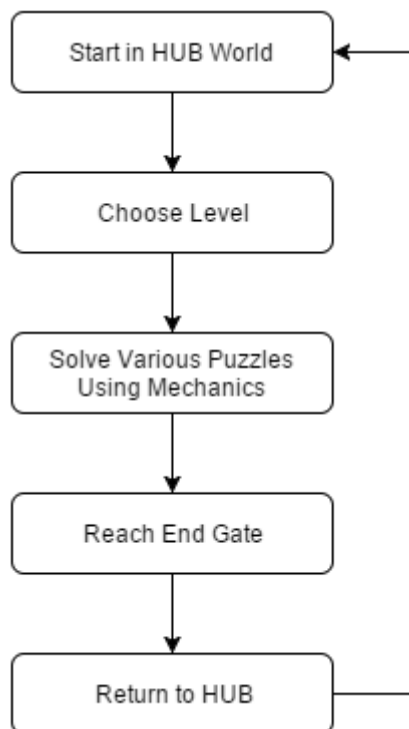 Start in HUB World
Choose Level
Solve Various Puzzles
Using Mechanics
Reach End Gate
Return to HUB